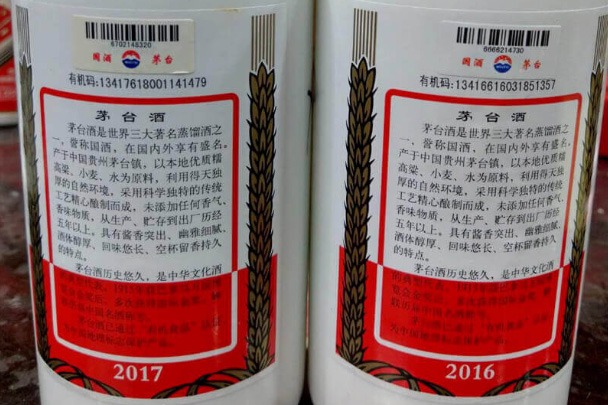 6702148320
国酒 茅台
有机码:13417618001141479
茅台酒
茅台酒是世界三大著名蒸馏酒之
一，誉称国酒，在国内外享有盛名。
产于中国贵州茅台镇，以本地优质糯
高粱、小麦、水为原料，利用得天独
厚的自然环境，采用科学独特的传统
工艺精心酿制而成，未添加任何香气、
香味物质，从生产、贮存到出厂历经
五年以上。具有酱香突出、幽雅细腻、
酒体醇厚、回味悠长、空杯留香持久
的特点。
茅台酒历史悠久，是中华文化酒
2017
6666214730
国酒 茅台
有机码:13416616031851357
茅台酒
茅台酒是世界三大著名蒸馏酒之
一，誉称国酒，在国内外享有盛名。
产于中国贵州茅台镇，以本地优质糯
高粱、小麦、水为原料，利用得天独
厚的自然环境，采用科学独特的传统
工艺精心酿制而成，未添加任何香气、
香味物质，从生产、贮存到出厂历经
五年以上。具有酱香突出、幽雅细腻、
酒体醇厚、回味悠长、空杯留香持久
的特点。
茅台酒历史悠久，是中华文化酒
2016